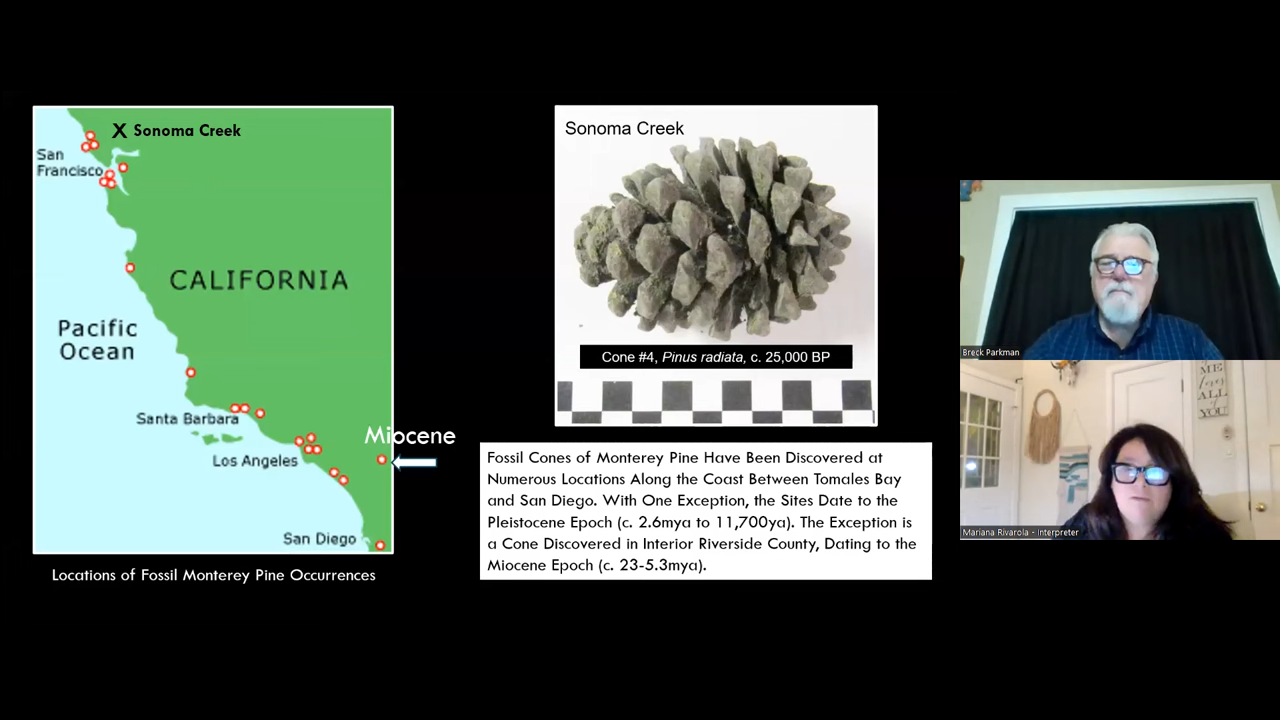 X Sonoma Creek
San
Francisco
CALIFORNIA
Pacific
Ocean
Santa Barbara
Miocene
Los Angeles
San Diego
Locations of Fossil Monterey Pine Occurrences
Sonoma Creek
Cone #4, Pinus radiata, c. 25,000 BP
Fossil Cones of Monterey Pine Have Been Discovered at
Numerous Locations Along the Coast Between Tomales Bay
and San Diego. With One Exception, the Sites Date to the
Pleistocene Epoch (c. 2.6mya to 11,700ya). The Exception is
a Cone Discovered in Interior Riverside County, Dating to the
Miocene Epoch (c. 23-5.3mya).
Breck Parkman
ME
ALL
of
YOU
Mariana Rivarola - Interpreter